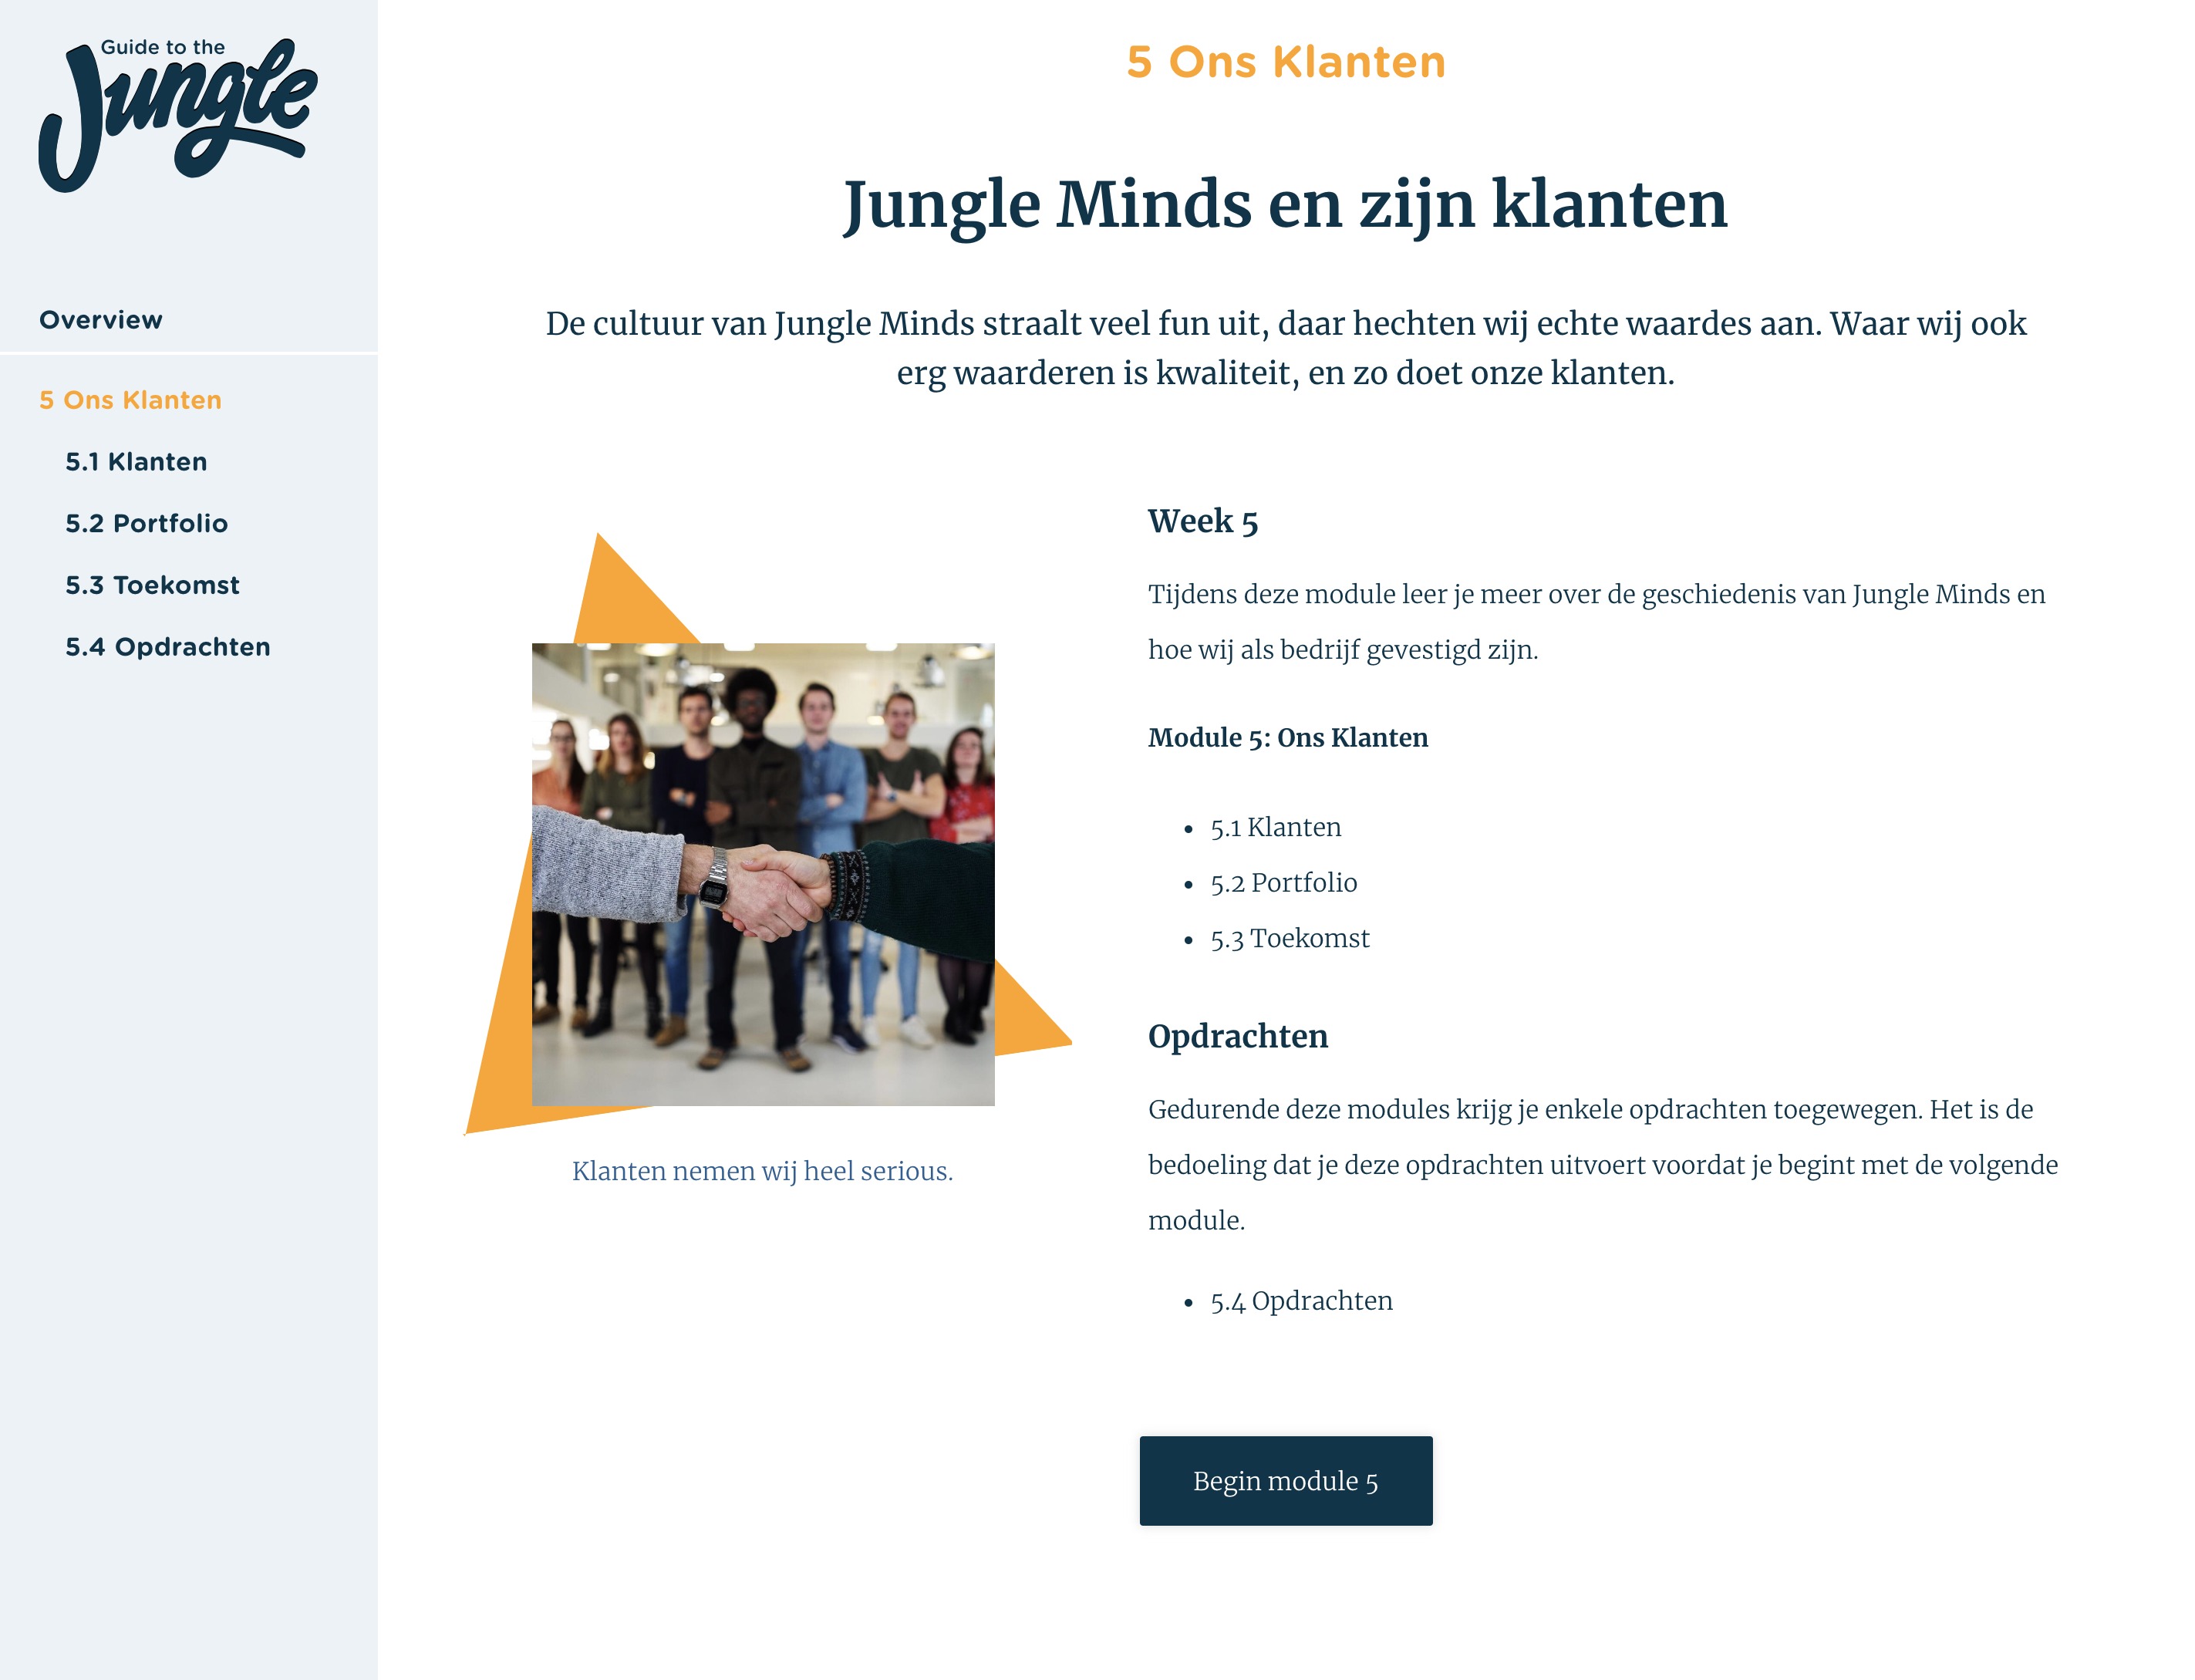 Guide to the
Jungle
Overview
5 Ons Klanten
5.1 Klanten
5.2 Portfolio
5.3 Toekomst
5.4 Opdrachten
5 Ons Klanten
Jungle Minds en zijn klanten
De cultuur van Jungle Minds straalt veel fun uit, daar hechten wij echte waardes aan. Waar wij ook
erg waarderen is kwaliteit, en zo doet onze klanten.
Klanten nemen wij heel serious.
Week 5
Tijdens deze module leer je meer over de geschiedenis van Jungle Minds en
hoe wij als bedrijf gevestigd zijn.
Module 5: Ons Klanten
• 5.1 Klanten
• 5.2 Portfolio
• 5.3 Toekomst
Opdrachten
Gedurende deze modules krijg je enkele opdrachten toegewegen. Het is de
bedoeling dat je deze opdrachten uitvoert voordat je begint met de volgende
module.
• 5.4 Opdrachten
Begin module 5